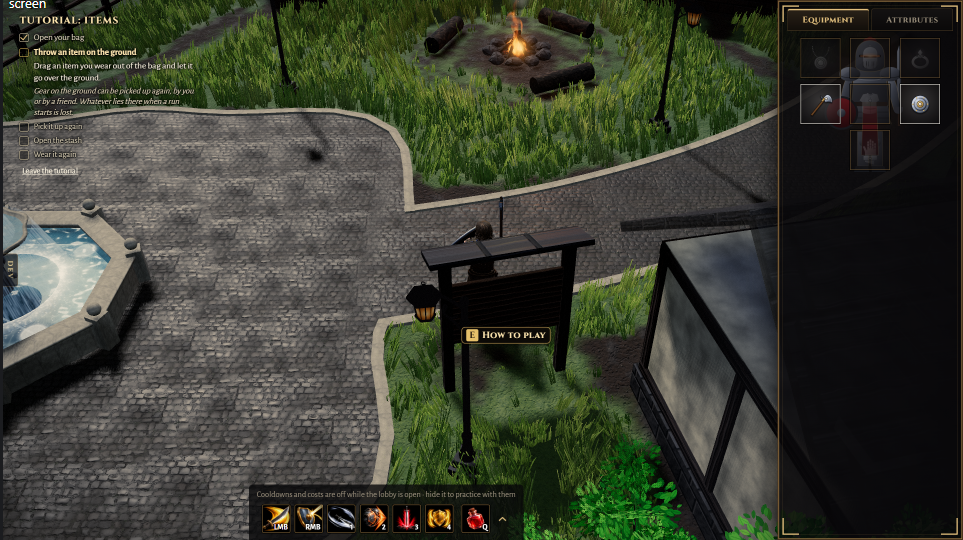 screen
TUTORIAL: ITEMS
Open your bag
Throw an item on the ground
Drag an item you wear out of the bag and let it
go over the ground.
Gear on the ground can be picked up again, by you
or by a friend. Whatever lies there when a run
starts is lost.
Pick it up again
Open the stash
Wear it again
Leave the tutorial
EQUIPMENT
ATTRIBUTES
DEV
E HOW TO PLAY
Cooldowns and costs are off while the lobby is open - hide it to practice with them
LMB RMB 1 2 3 4 Q